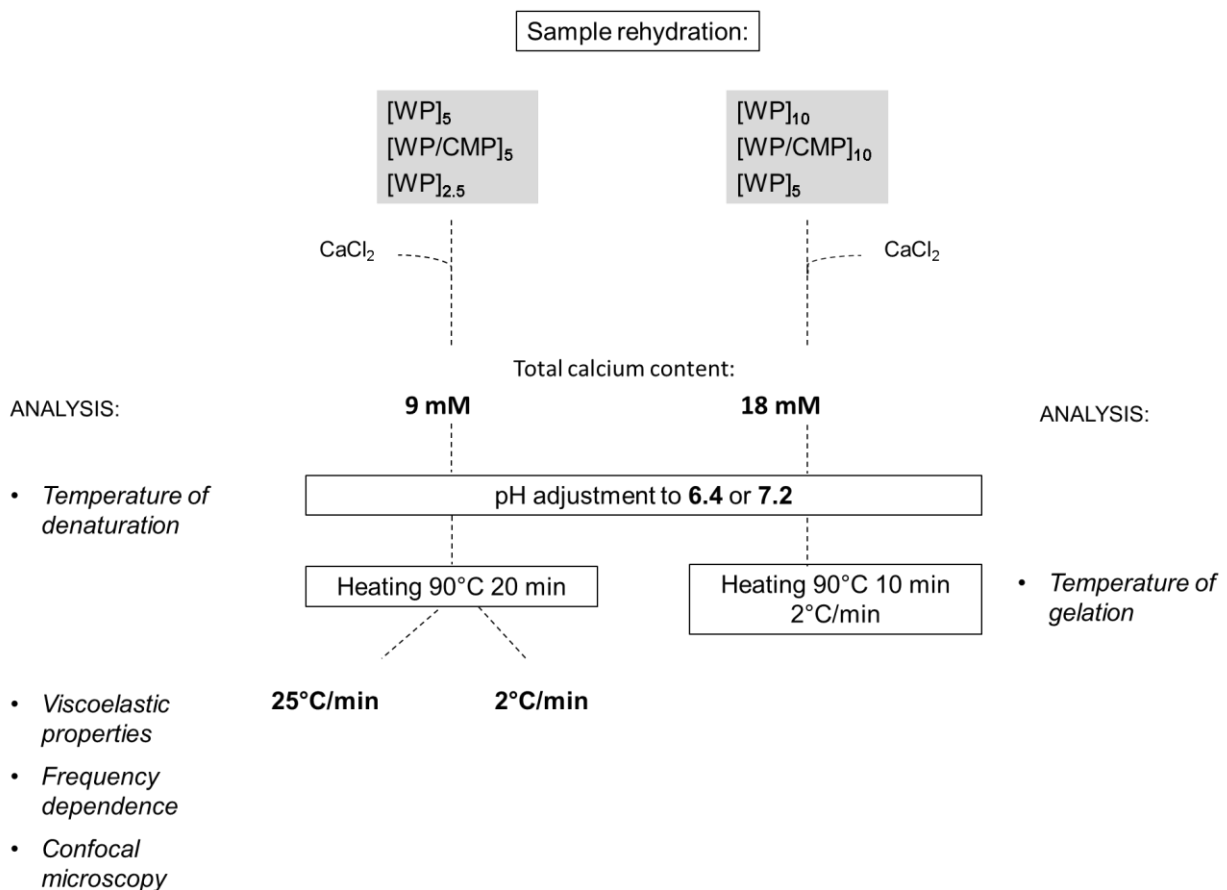 Sample rehydration:
[WP]₅
[WP/CMP]₅
[WP]₂.₅
[WP]₁₀
[WP/CMP]₁₀
[WP]₅
CaCl₂
CaCl₂
Total calcium content:
ANALYSIS:
9 mM
18 mM
ANALYSIS:
• Temperature of
denaturation
pH adjustment to 6.4 or 7.2
Heating 90°C 20 min
Heating 90°C 10 min
2°C/min
• Temperature of
gelation
25°C/min
2°C/min
• Viscoelastic
properties
• Frequency
dependence
• Confocal
microscopy